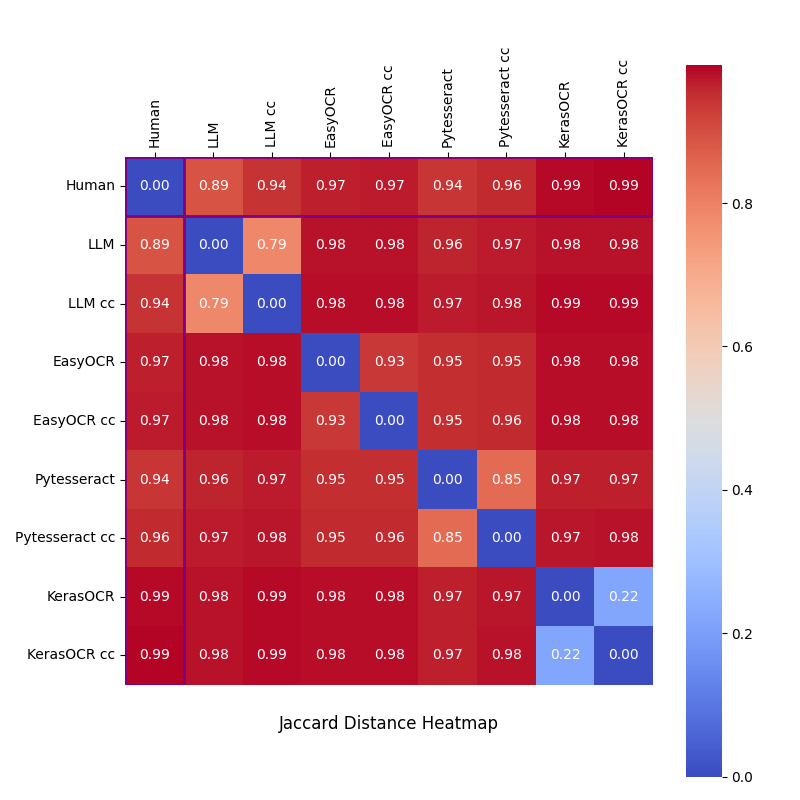 Human LLM LLM cc EasyOCR EasyOCR cc Pytesseract Pytesseract cc KerasOCR KerasOCR cc
Human 0.00 0.89 0.94 0.97 0.97 0.94 0.96 0.99 0.99
LLM 0.89 0.00 0.79 0.98 0.98 0.96 0.97 0.98 0.98
LLM cc 0.94 0.79 0.00 0.98 0.98 0.97 0.98 0.99 0.99
EasyOCR 0.97 0.98 0.98 0.00 0.93 0.95 0.95 0.98 0.98
EasyOCR cc 0.97 0.98 0.98 0.93 0.00 0.95 0.96 0.98 0.98
Pytesseract 0.94 0.96 0.97 0.95 0.95 0.00 0.85 0.97 0.97
Pytesseract cc 0.96 0.97 0.98 0.95 0.96 0.85 0.00 0.97 0.98
KerasOCR 0.99 0.98 0.99 0.98 0.98 0.97 0.97 0.00 0.22
KerasOCR cc 0.99 0.98 0.99 0.98 0.98 0.97 0.98 0.22 0.00
Jaccard Distance Heatmap
0.8
0.6
0.4
0.2
0.0